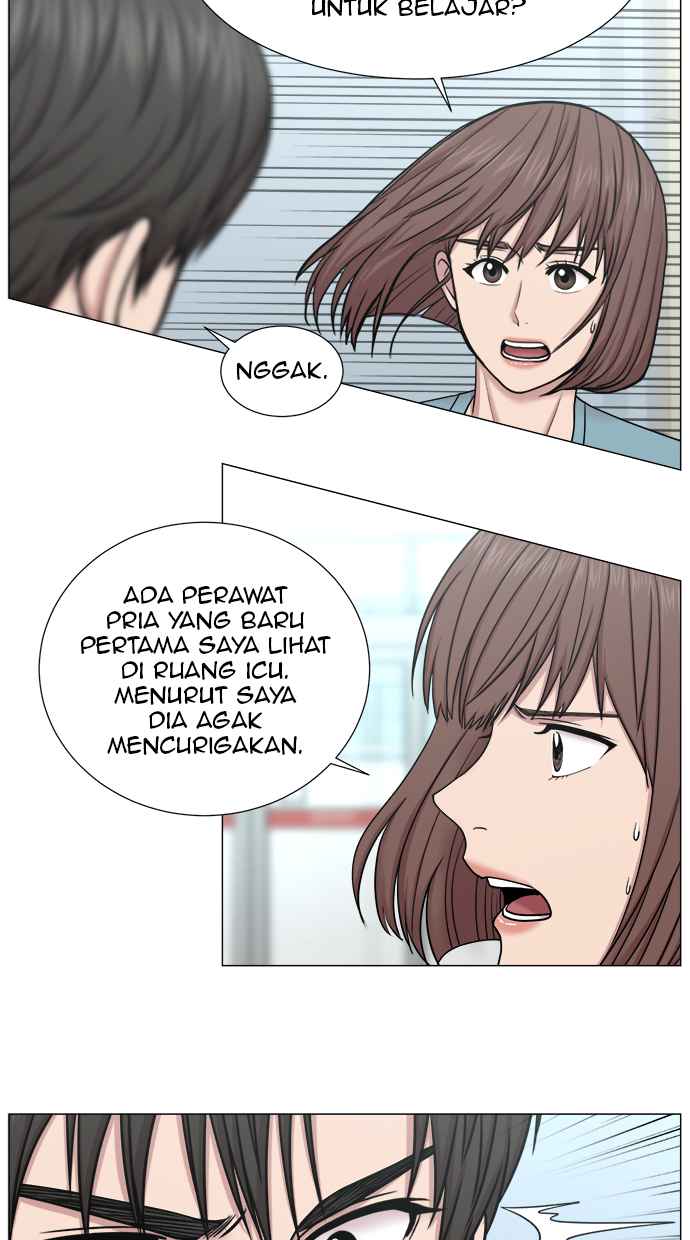 UNTUK BELAJAR?
NGGAK.
ADA PERAWAT
PRIA YANG BARU
PERTAMA SAYA LIHAT
DI RUANG ICU.
MENURUT SAYA
DIA AGAK
MENCURIGAKAN.